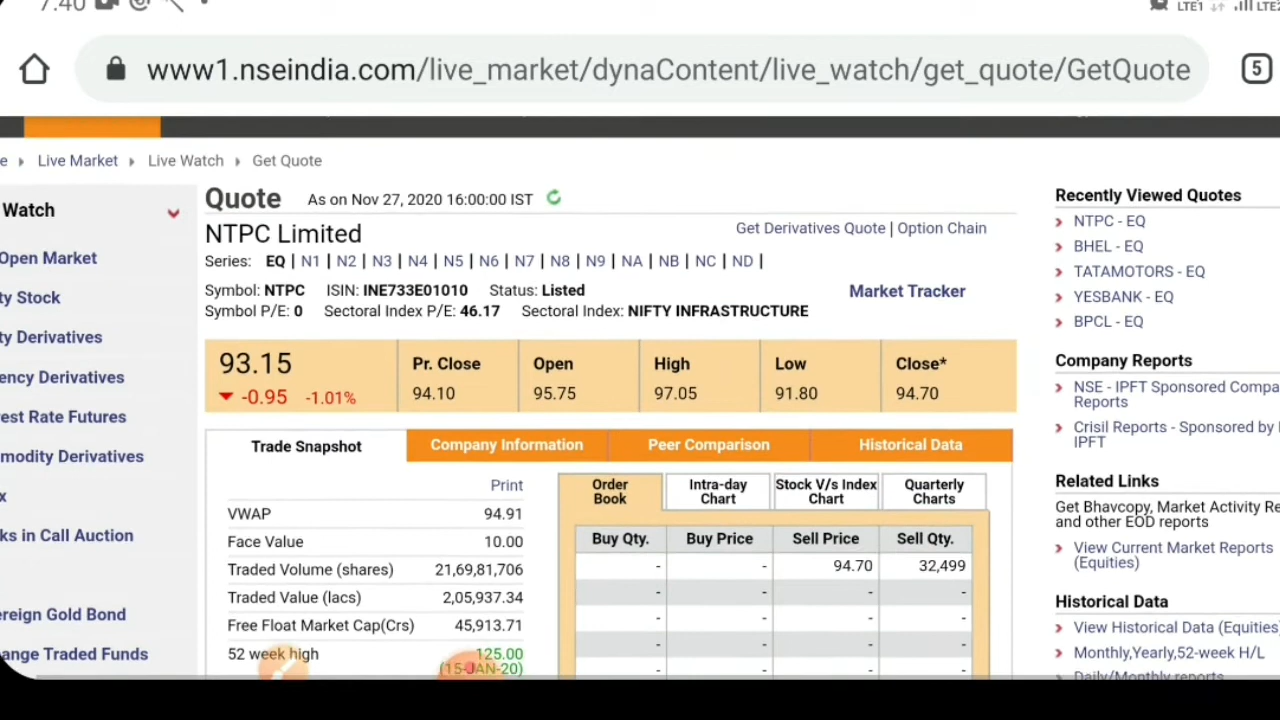 7:40
LTE1
www1.nseindia.com/live_market/dynaContent/live_watch/get_quote/GetQuote
5
e Live Market Live Watch Get Quote
Watch
Open Market
ty Stock
ty Derivatives
ency Derivatives
rest Rate Futures
modity Derivatives
x
ks in Call Auction
ereign Gold Bond
ange Traded Funds
Quote As on Nov 27, 2020 16:00:00 IST
NTPC Limited
Get Derivatives Quote | Option Chain
Series: EQ | N1 | N2 | N3 | N4 | N5 | N6 | N7 | N8 | N9 | NA | NB | NC | ND |
Symbol: NTPC ISIN: INE733E01010 Status: Listed
Market Tracker
Symbol P/E: 0 Sectoral Index P/E: 46.17 Sectoral Index: NIFTY INFRASTRUCTURE
93.15 Pr. Close Open High Low Close*
-0.95 -1.01% 94.10 95.75 97.05 91.80 94.70
Trade Snapshot Company Information Peer Comparison Historical Data
Print
VWAP 94.91
Face Value 10.00
Traded Volume (shares) 21,69,81,706
Traded Value (lacs) 2,05,937.34
Free Float Market Cap(Crs) 45,913.71
52 week high 125.00
(15-JAN-20)
Order Book
Intra-day Chart
Stock V/s Index Chart
Quarterly Charts
Buy Qty. Buy Price Sell Price Sell Qty.
- - 94.70 32,499
- - - -
- - - -
- - - -
- - - -
Recently Viewed Quotes
NTPC - EQ
BHEL - EQ
TATAMOTORS - EQ
YESBANK - EQ
BPCL - EQ
Company Reports
NSE - IPFT Sponsored Compa
Reports
Crisil Reports - Sponsored by
IPFT
Related Links
Get Bhavcopy, Market Activity Re
and other EOD reports
View Current Market Reports
(Equities)
Historical Data
View Historical Data (Equities
Monthly,Yearly,52-week H/L
Daily/Monthly reports